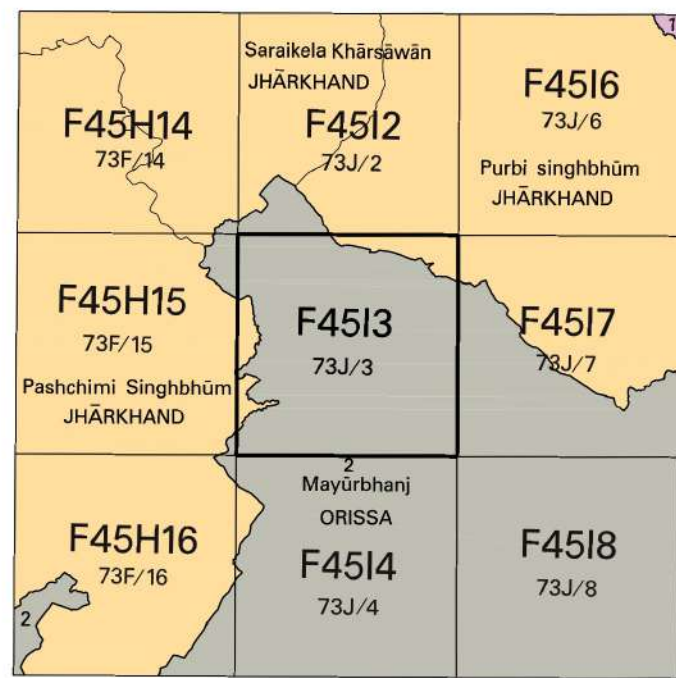 1
Saraikela Khārsāwān
JHĀRKHAND
F45H14
73F/14
F45I2
73J/2
F45I6
73J/6
Purbi singhbhūm
JHĀRKHAND
F45H15
73F/15
Pashchimi Singhbhūm
JHĀRKHAND
F45I3
73J/3
F45I7
73J/7
2
Mayūrbhanj
ORISSA
F45H16
73F/16
2
F45I4
73J/4
F45I8
73J/8